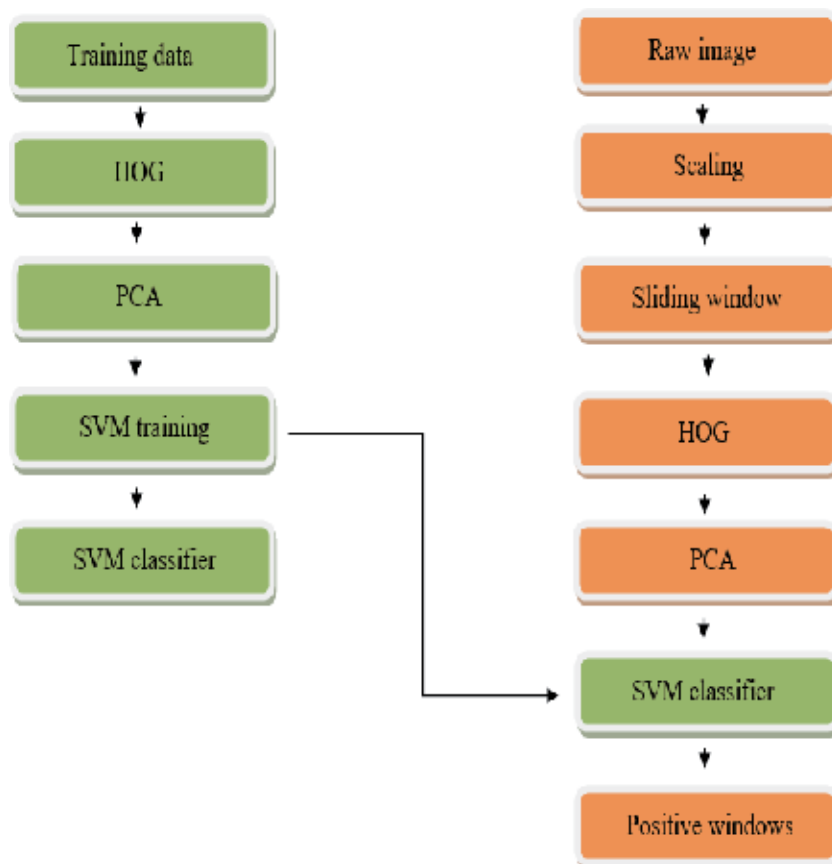 Training data
HOG
PCA
SVM training
SVM classifier
Raw image
Scaling
Sliding window
HOG
PCA
SVM classifier
Positive windows